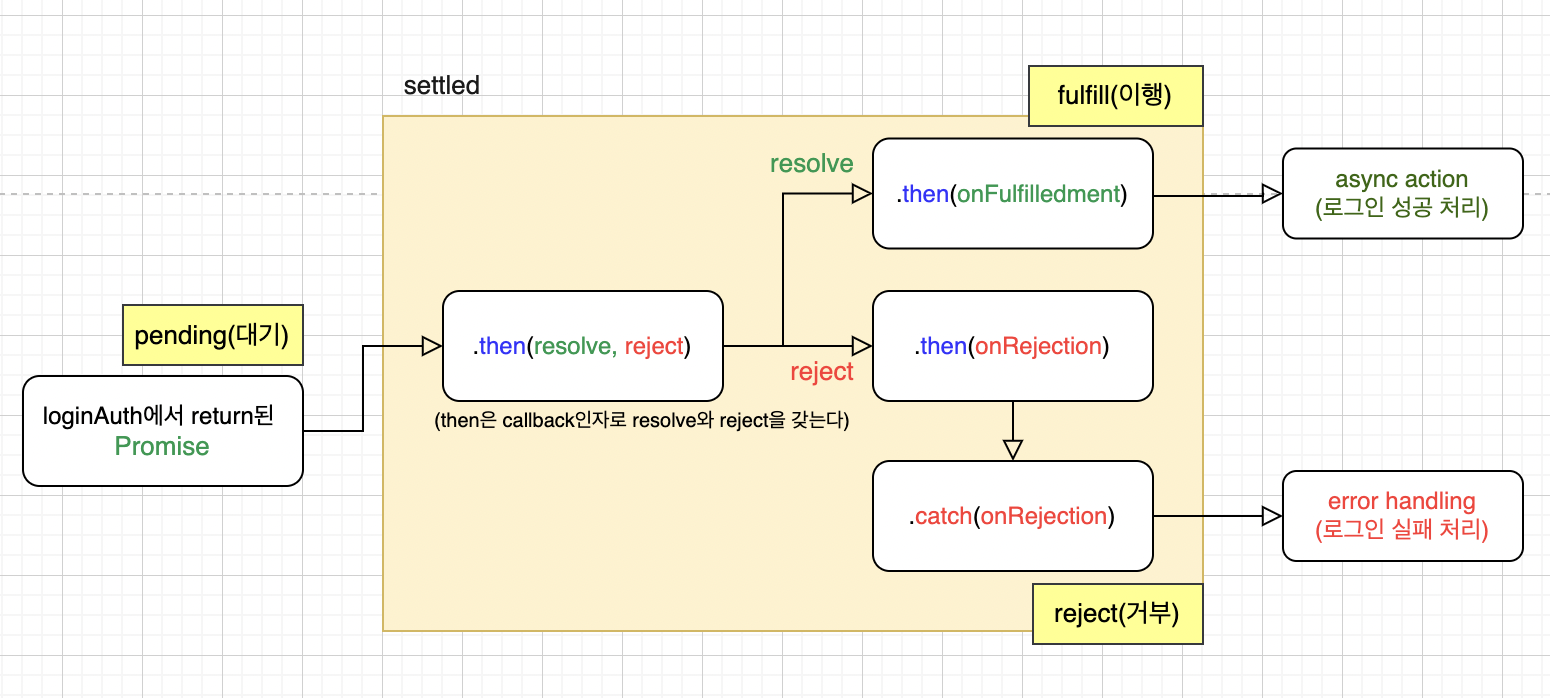 settled
fulfill(이행)
resolve
.then(onFulfilledment)
async action
(로그인 성공 처리)
pending(대기)
loginAuth에서 return된
Promise
.then(resolve, reject)
(then은 callback인자로 resolve와 reject을 갖는다)
reject
.then(onRejection)
.catch(onRejection)
error handling
(로그인 실패 처리)
reject(거부)